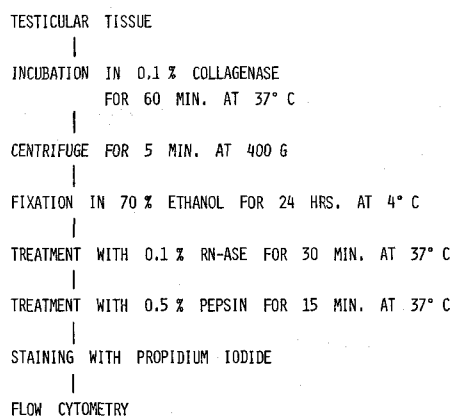 TESTICULAR TISSUE
INCUBATION IN 0.1 % COLLAGENASE
FOR 60 MIN. AT 37° C
CENTRIFUGE FOR 5 MIN. AT 400 G
FIXATION IN 70 % ETHANOL FOR 24 HRS. AT 4° C
TREATMENT WITH 0.1 % RN-ASE FOR 30 MIN. AT 37° C
TREATMENT WITH 0.5 % PEPSIN FOR 15 MIN. AT 37° C
STAINING WITH PROPIDIUM IODIDE
FLOW CYTOMETRY